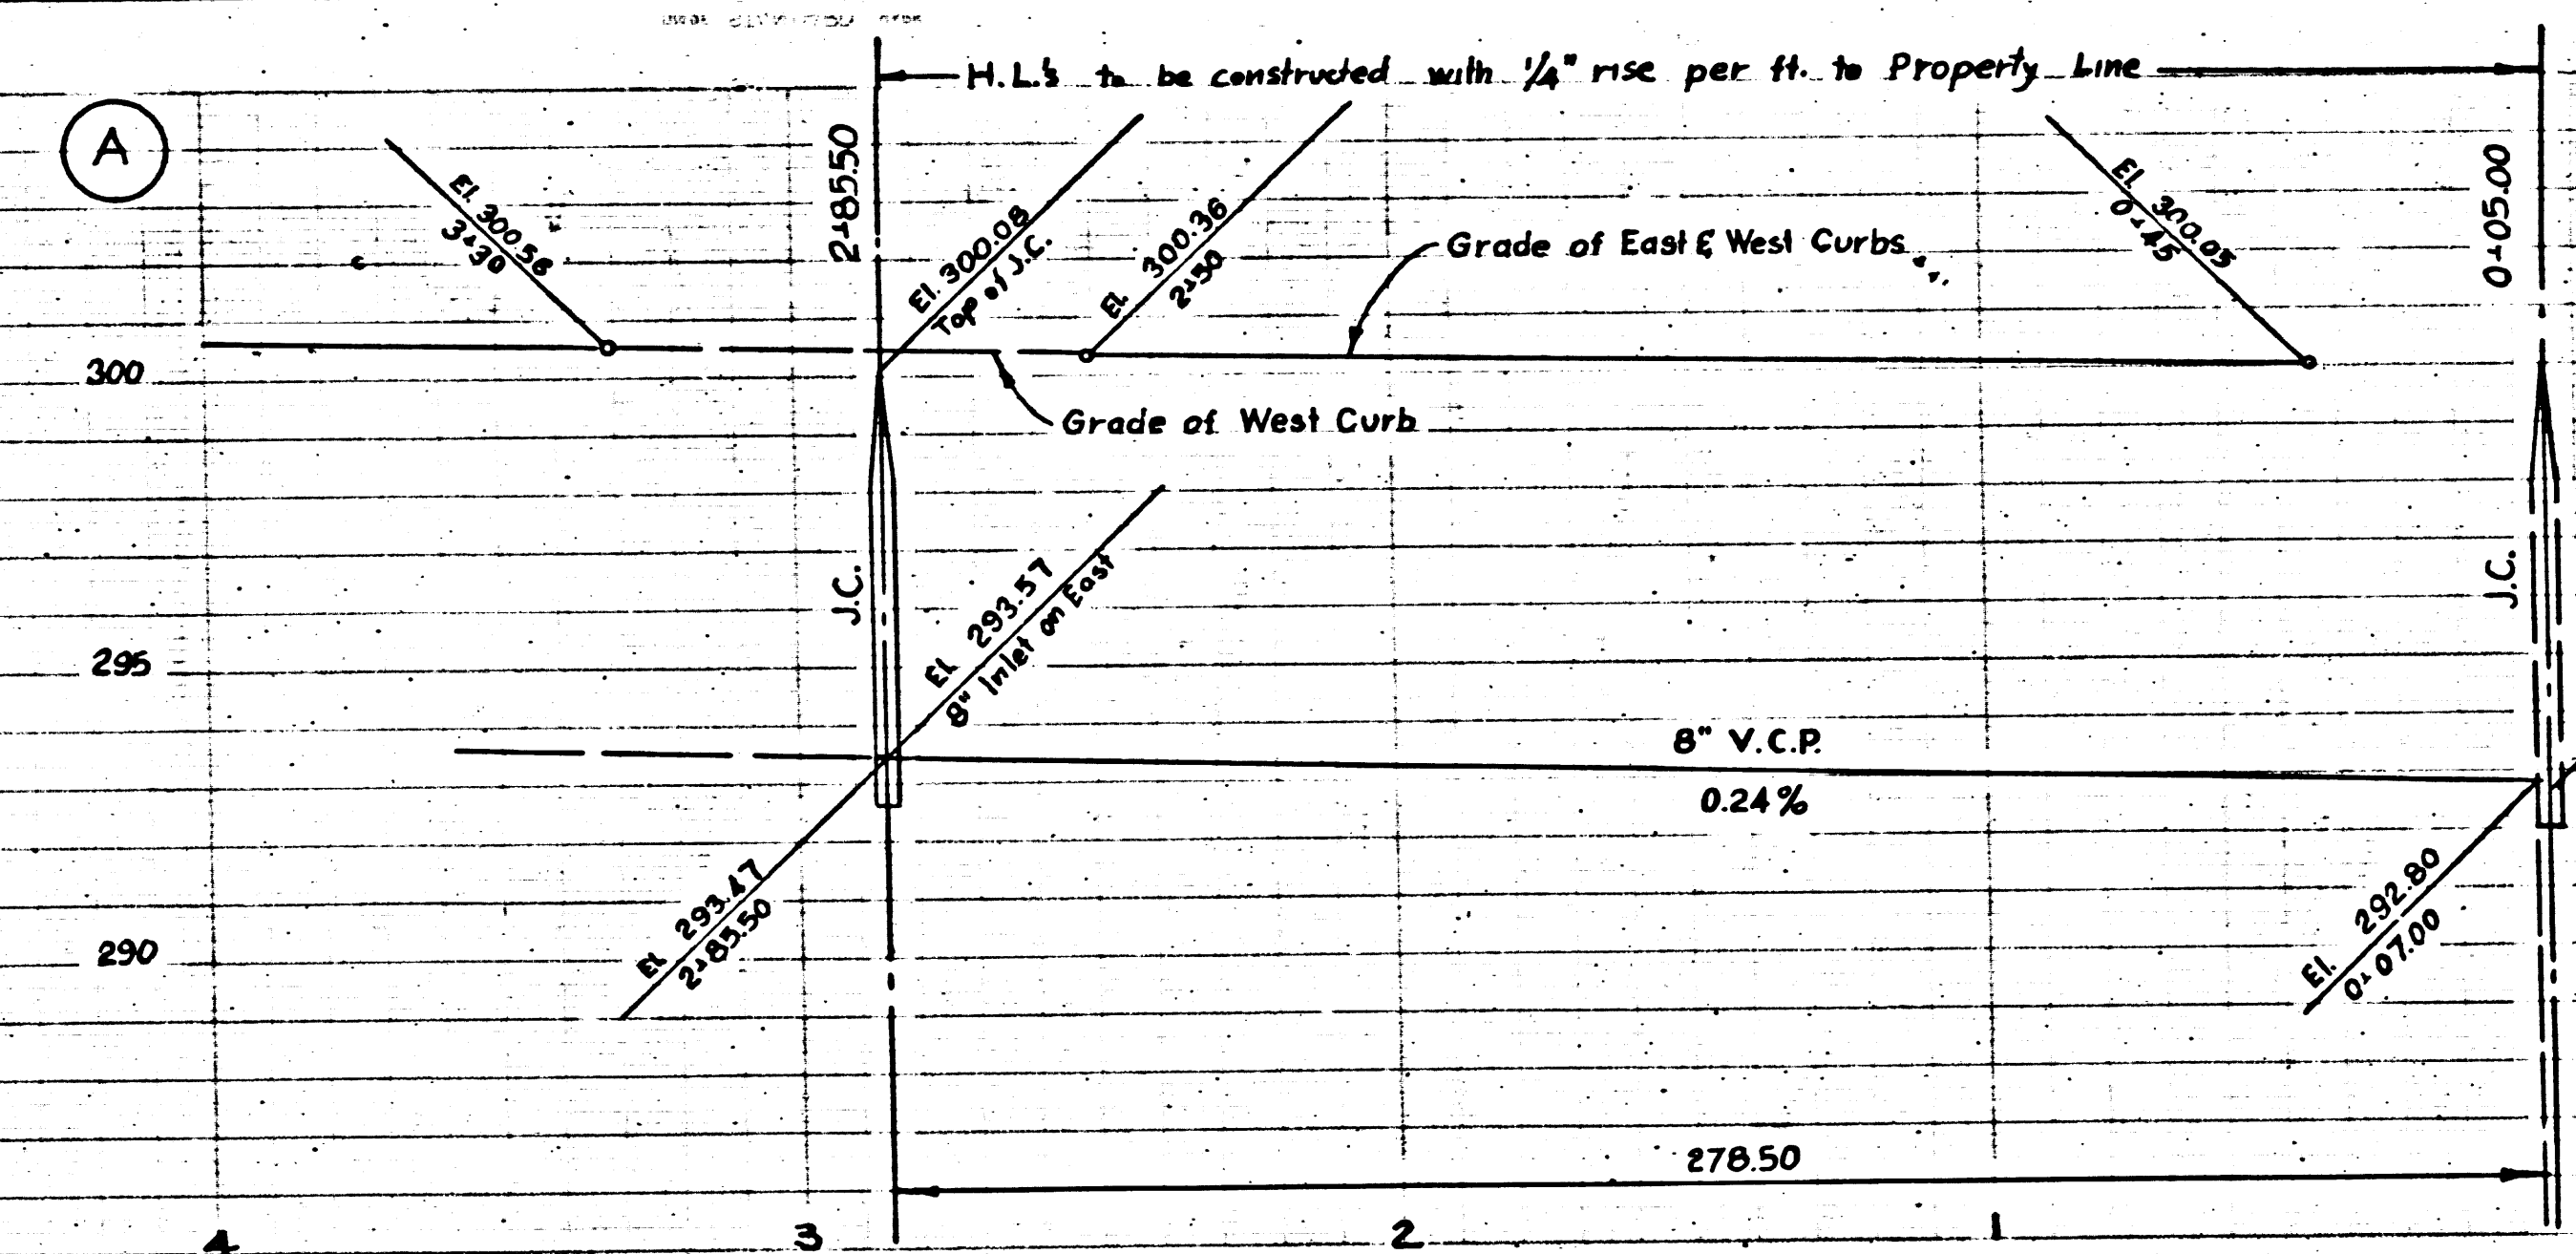 H.L.'s to be constructed with 1/4" rise per ft. to Property Line
A
2+85.50
0+05.00
El. 300.56
3+30
El. 300.08
Top of J.C.
El. 300.36
2+50
Grade of East & West Curbs
El. 300.05
0+45
300
Grade of West Curb
J.C.
El. 293.57
8" Inlet on East
J.C.
295
8" V.C.P.
0.24%
El. 293.47
2+85.50
El. 292.80
0+07.00
290
278.50
4
3
2
1